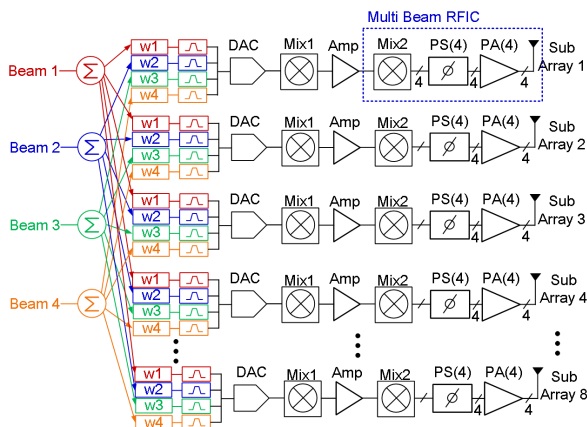 Multi Beam RFIC
w1
w2
w3
w4
DAC
Mix1
Amp
Mix2
4
PS(4)
ϕ
4
PA(4)
4
Sub
Array 1
Beam 1
Σ
w1
w2
w3
w4
DAC
Mix1
Amp
Mix2
PS(4)
ϕ
4
PA(4)
4
Sub
Array 2
Beam 2
Σ
w1
w2
w3
w4
DAC
Mix1
Amp
Mix2
PS(4)
ϕ
4
PA(4)
4
Sub
Array 3
Beam 3
Σ
w1
w2
w3
w4
DAC
Mix1
Amp
Mix2
PS(4)
ϕ
4
PA(4)
4
Sub
Array 4
Beam 4
Σ
w1
w2
w3
w4
DAC
Mix1
Amp
Mix2
PS(4)
ϕ
4
PA(4)
4
Sub
Array 8